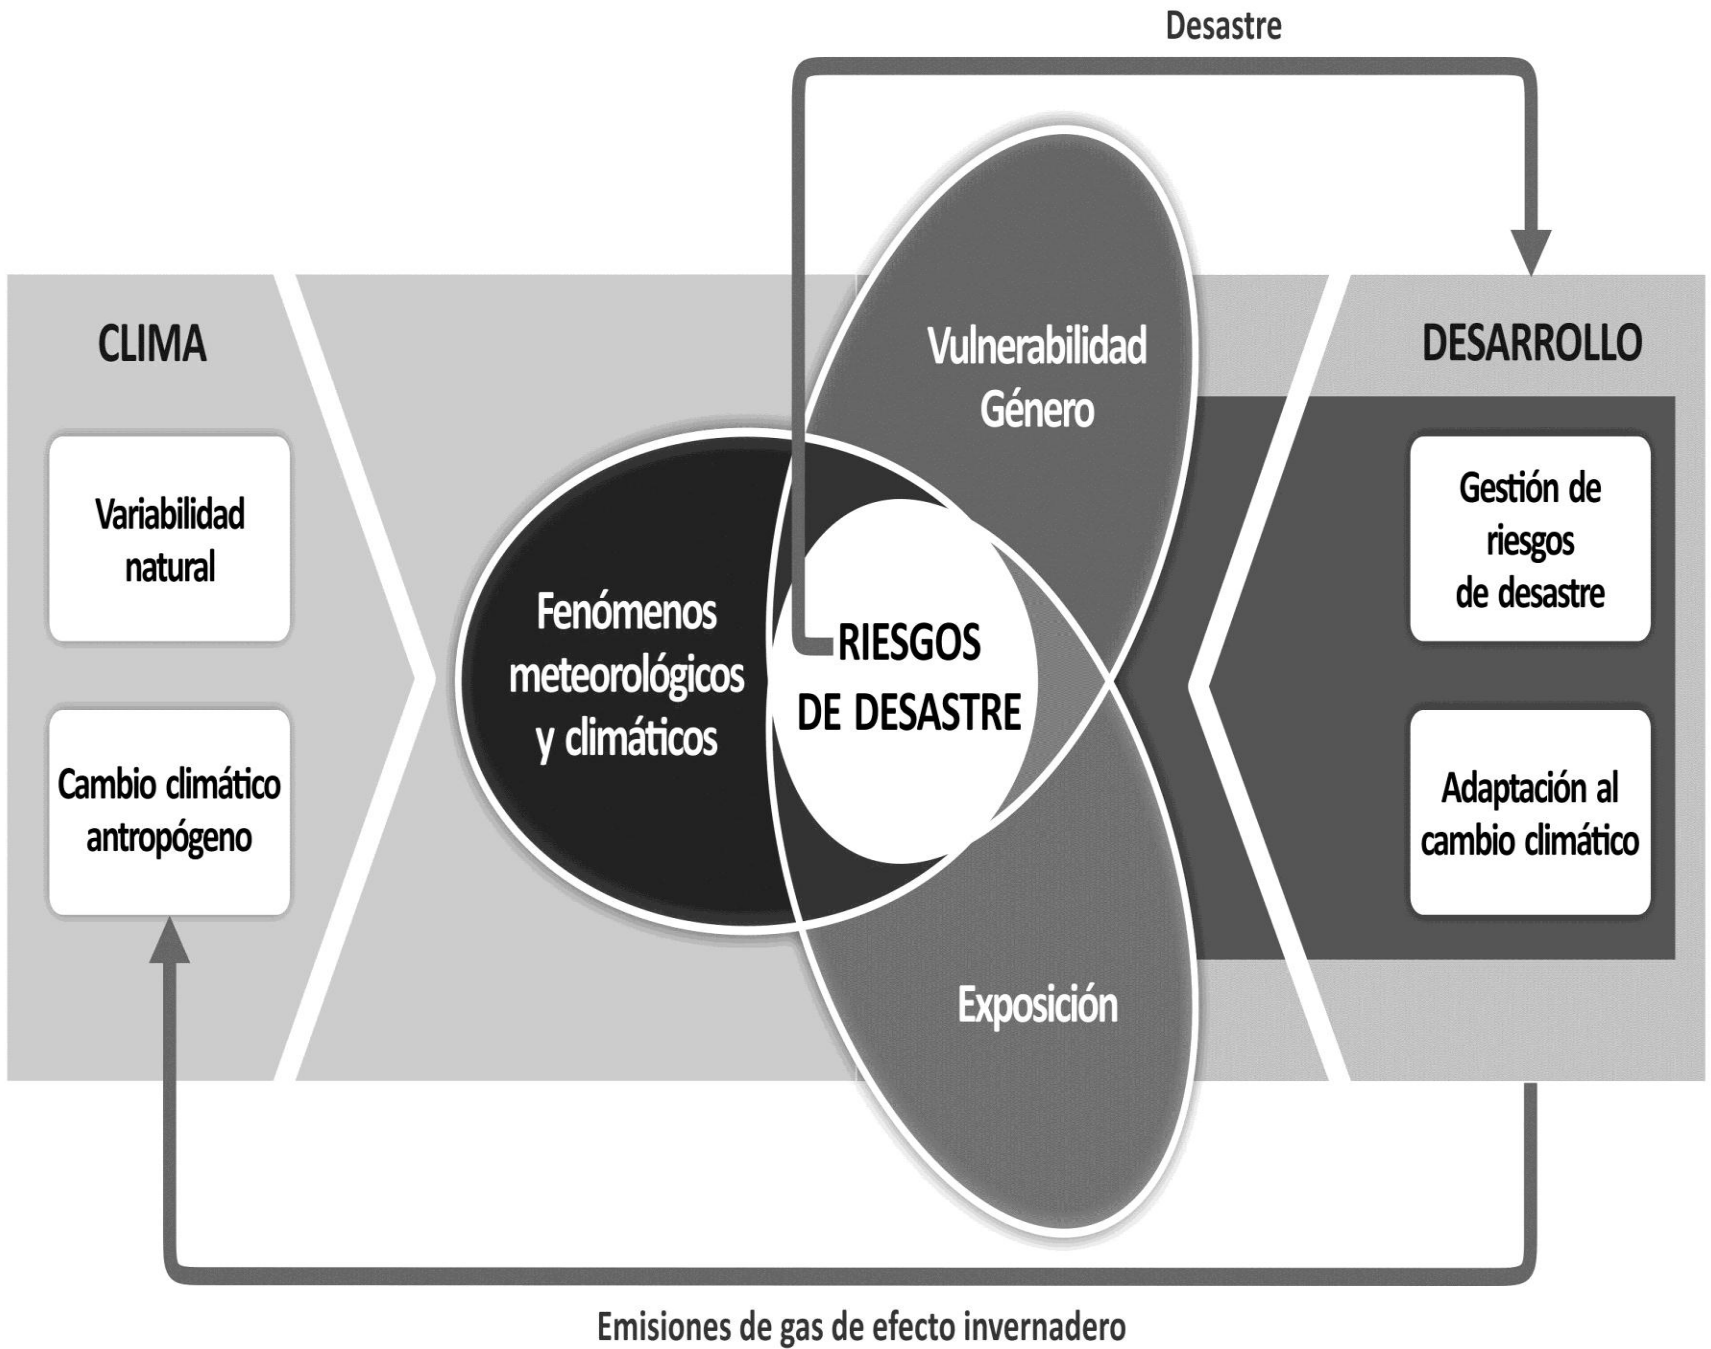 Desastre
CLIMA
Variabilidad
natural
Cambio climático
antropógeno
Vulnerabilidad
Género
Fenómenos
meteorológicos
y climáticos
RIESGOS
DE DESASTRE
Exposición
DESARROLLO
Gestión de
riesgos
de desastre
Adaptación al
cambio climático
Emisiones de gas de efecto invernadero